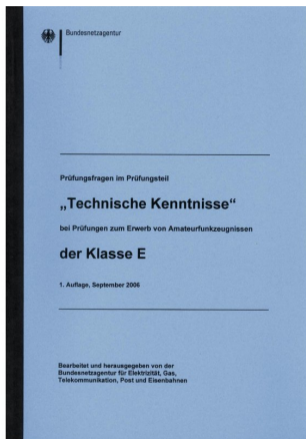 Bundesnetzagentur
Prüfungsfragen im Prüfungsteil
„Technische Kenntnisse“
bei Prüfungen zum Erwerb von Amateurfunkzeugnissen
der Klasse E
1. Auflage, September 2006
Bearbeitet und herausgegeben von der
Bundesnetzagentur für Elektrizität, Gas,
Telekommunikation, Post und Eisenbahnen